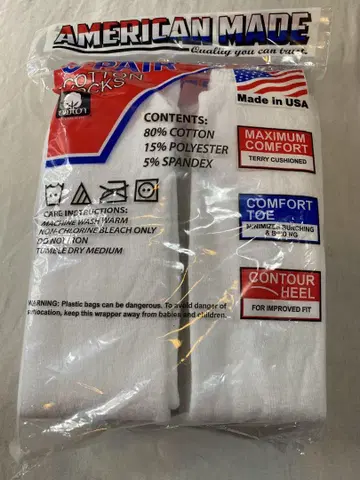 AMERICAN MADE
Quality you can trust.
PAIR
COTTON
SOCKS
Made in USA
CONTENTS:
80% COTTON
15% POLYESTER
5% SPANDEX
MAXIMUM
COMFORT
TERRY CUSHIONED
COMFORT
TOE
MINIMIZES BUNCHING
CARE INSTRUCTIONS:
MACHINE WASH WARM
NON-CHLORINE BLEACH ONLY
DO NOT IRON
TUMBLE DRY MEDIUM
CONTOUR
HEEL
FOR IMPROVED FIT
WARNING: Plastic bags can be dangerous. To avoid danger of
suffocation, keep this wrapper away from babies and children.